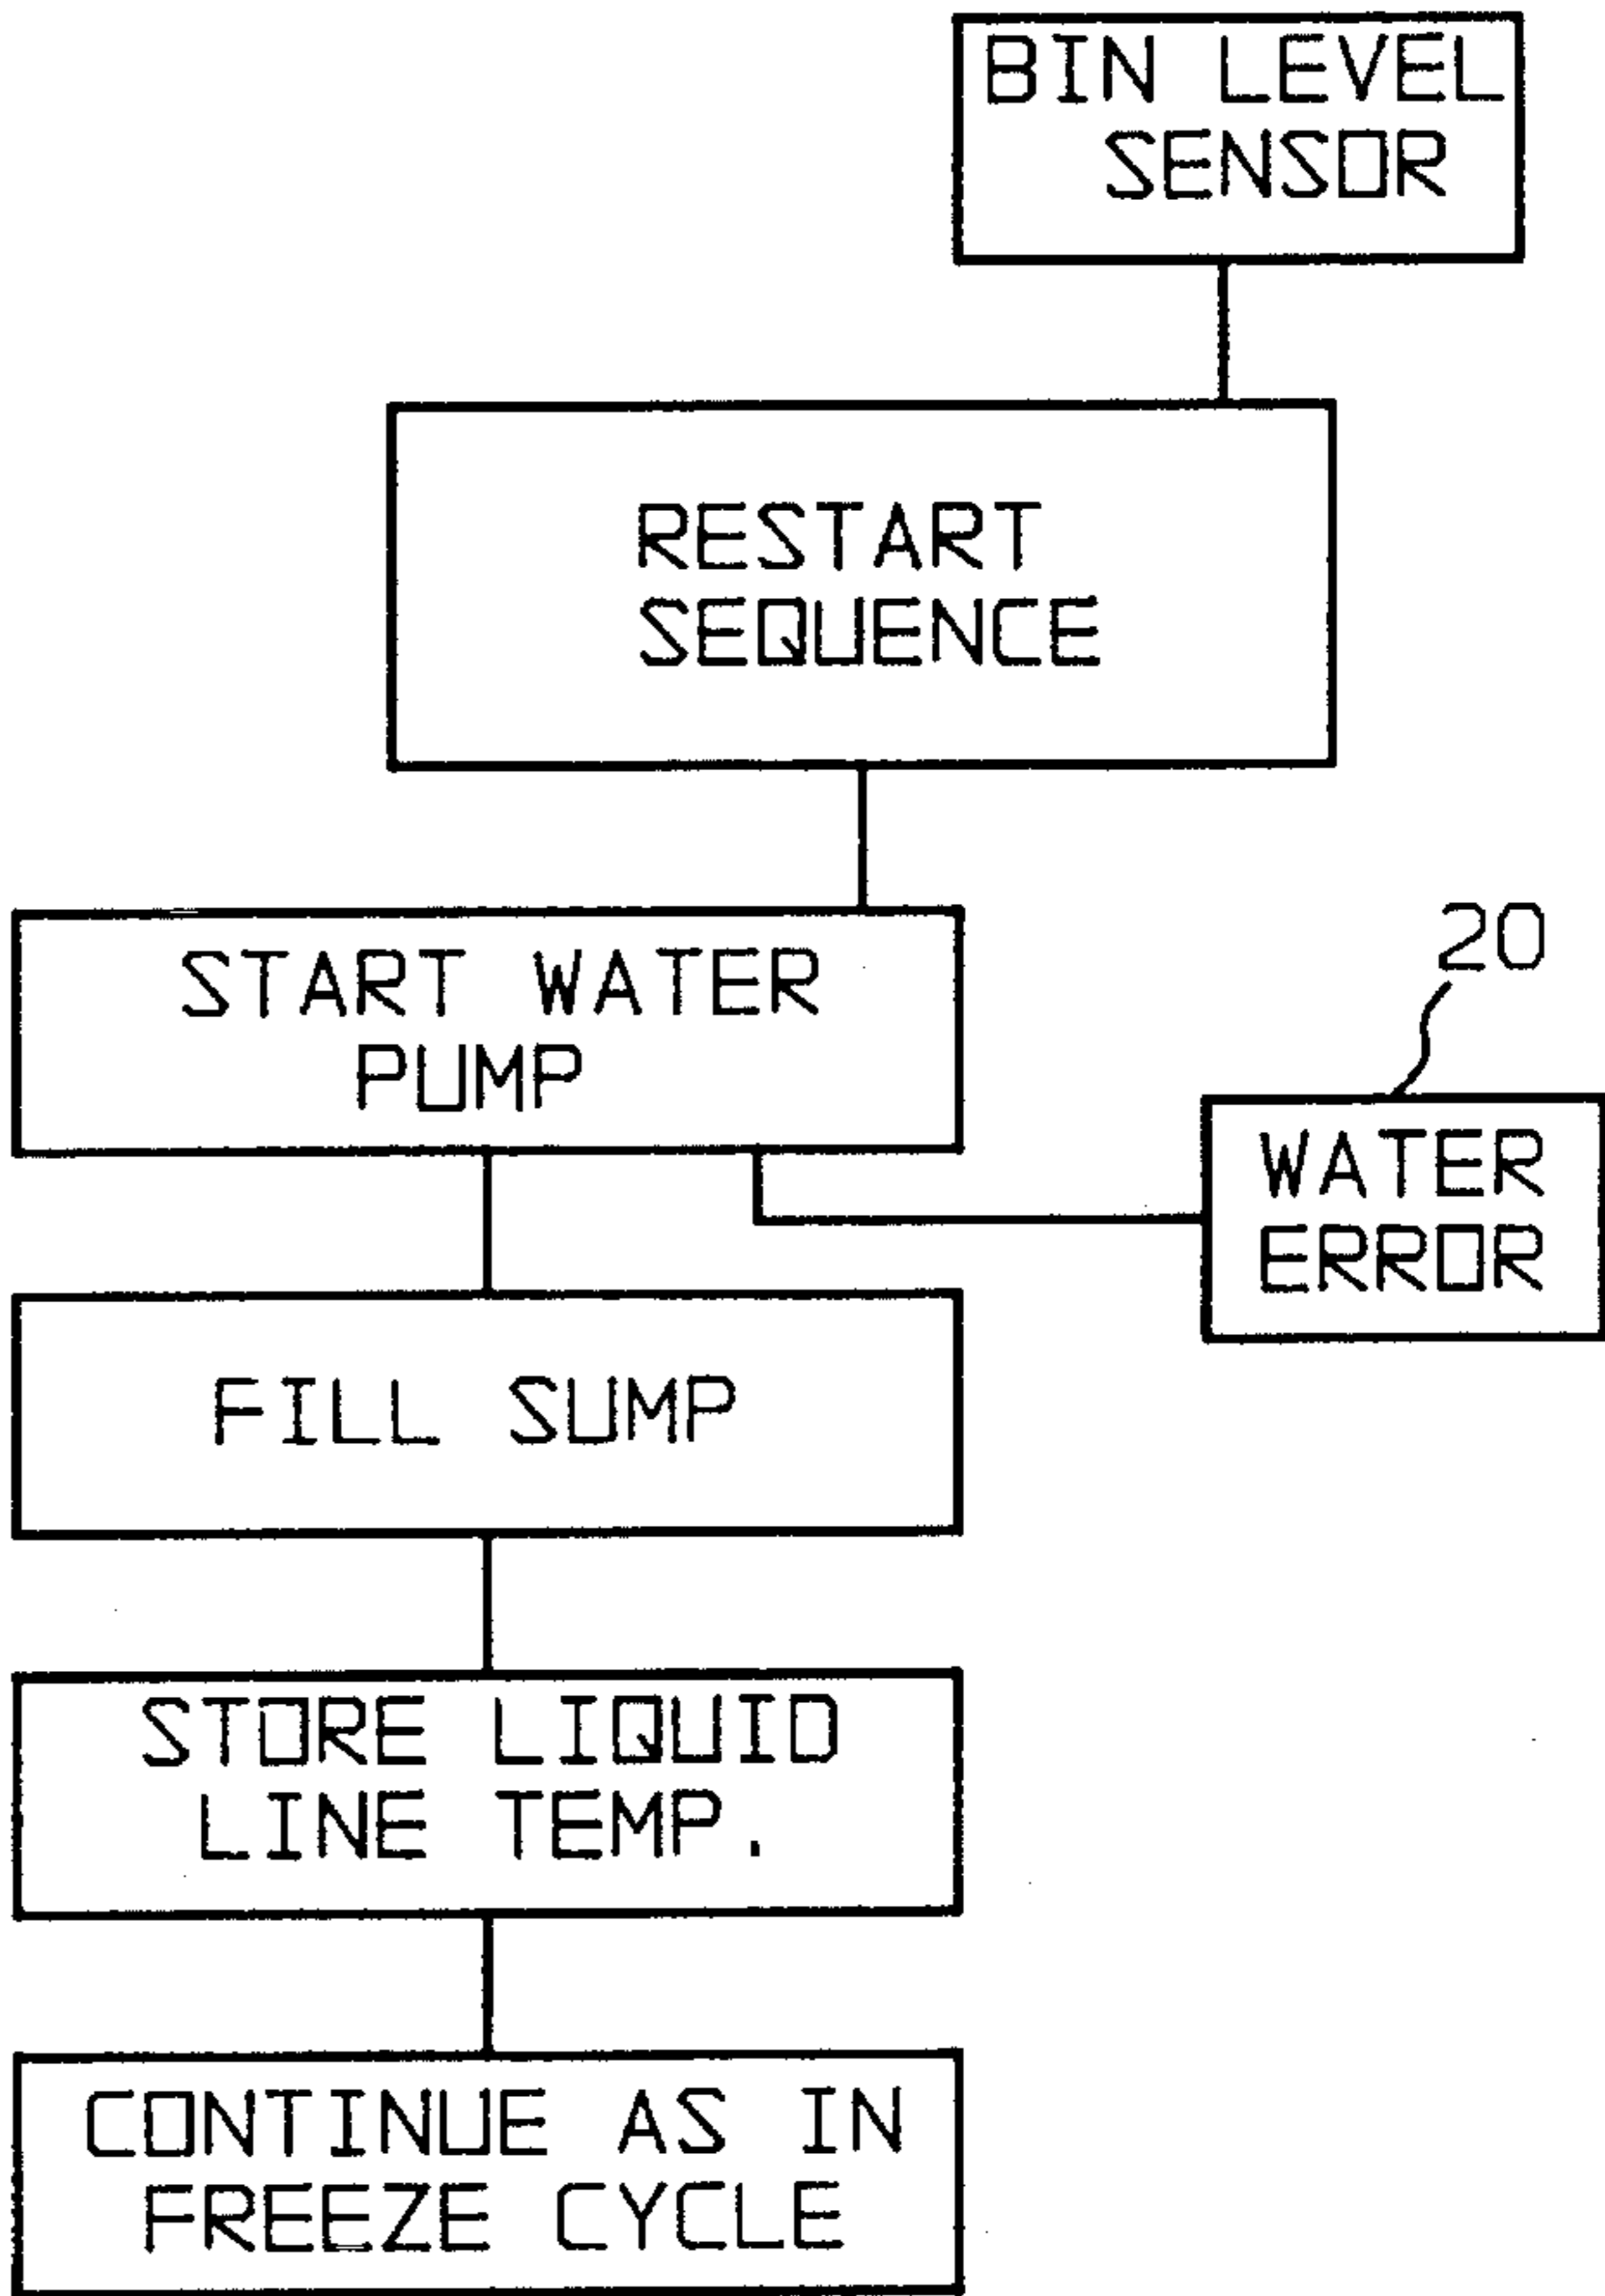 BIN LEVEL
SENSOR
RESTART
SEQUENCE
START WATER
PUMP
20
WATER
ERROR
FILL SUMP
STORE LIQUID
LINE TEMP.
CONTINUE AS IN
FREEZE CYCLE